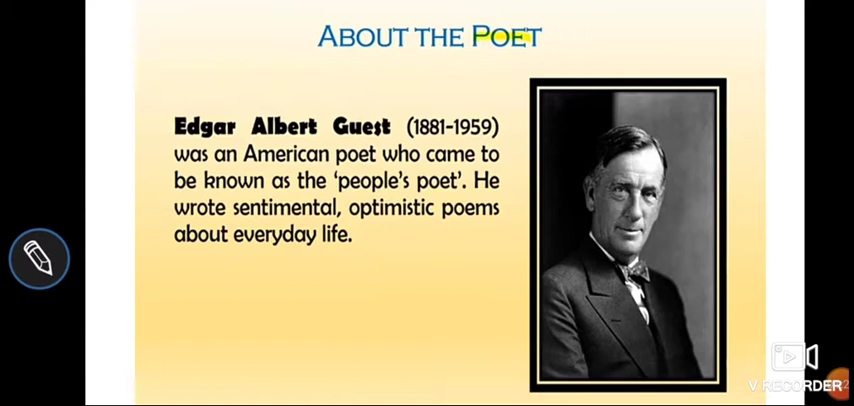 ABOUT THE POET
Edgar Albert Guest (1881-1959)
was an American poet who came to
be known as the ‘people’s poet’. He
wrote sentimental, optimistic poems
about everyday life.
V RECORDER